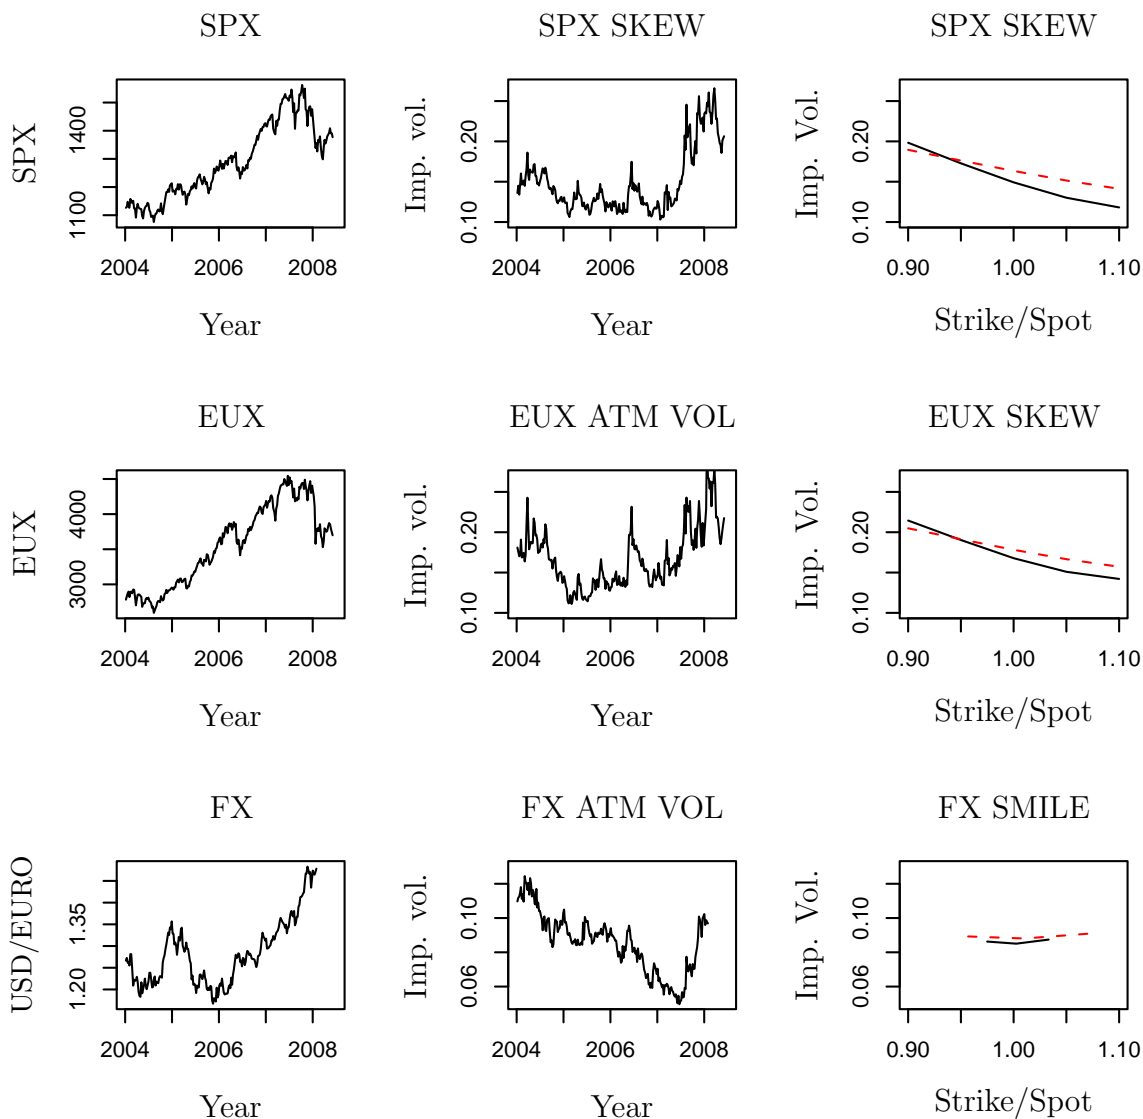 SPX SPX SKEW SPX SKEW
SPX
1100 1400
2004 2006 2008
Year
Imp. vol.
0.10 0.20
2004 2006 2008
Year
Imp. Vol.
0.10 0.20
0.90 1.00 1.10
Strike/Spot
EUX EUX ATM VOL EUX SKEW
EUX
3000 4000
2004 2006 2008
Year
Imp. vol.
0.10 0.20
2004 2006 2008
Year
Imp. Vol.
0.10 0.20
0.90 1.00 1.10
Strike/Spot
FX FX ATM VOL FX SMILE
USD/EURO
1.20 1.35
2004 2006 2008
Year
Imp. vol.
0.06 0.10
2004 2006 2008
Year
Imp. Vol.
0.06 0.10
0.90 1.00 1.10
Strike/Spot